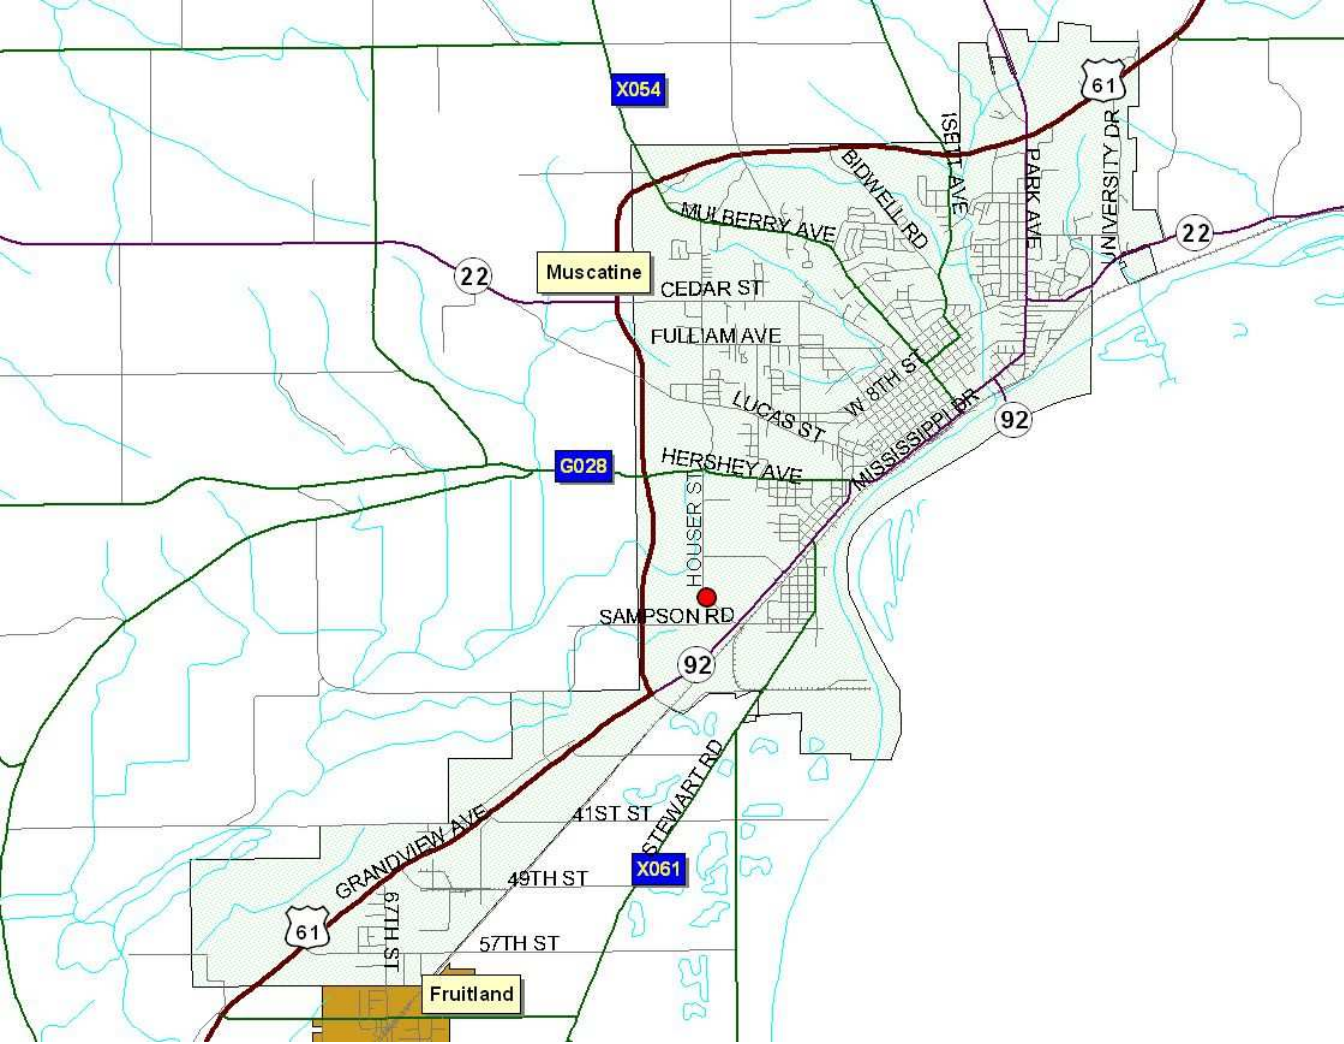 X054
61
ISETT AVE
BIDWELL RD
PARK AVE
UNIVERSITY DR
MULBERRY AVE
22
22
Muscatine
CEDAR ST
FULLIAM AVE
W 8TH ST
LUCAS ST
MISSISSIPPI DR
92
G028
HERSHEY AVE
HOUSER ST
SAMPSON RD
92
STEWART RD
41ST ST
GRANDVIEW AVE
X061
49TH ST
67TH ST
61
57TH ST
Fruitland